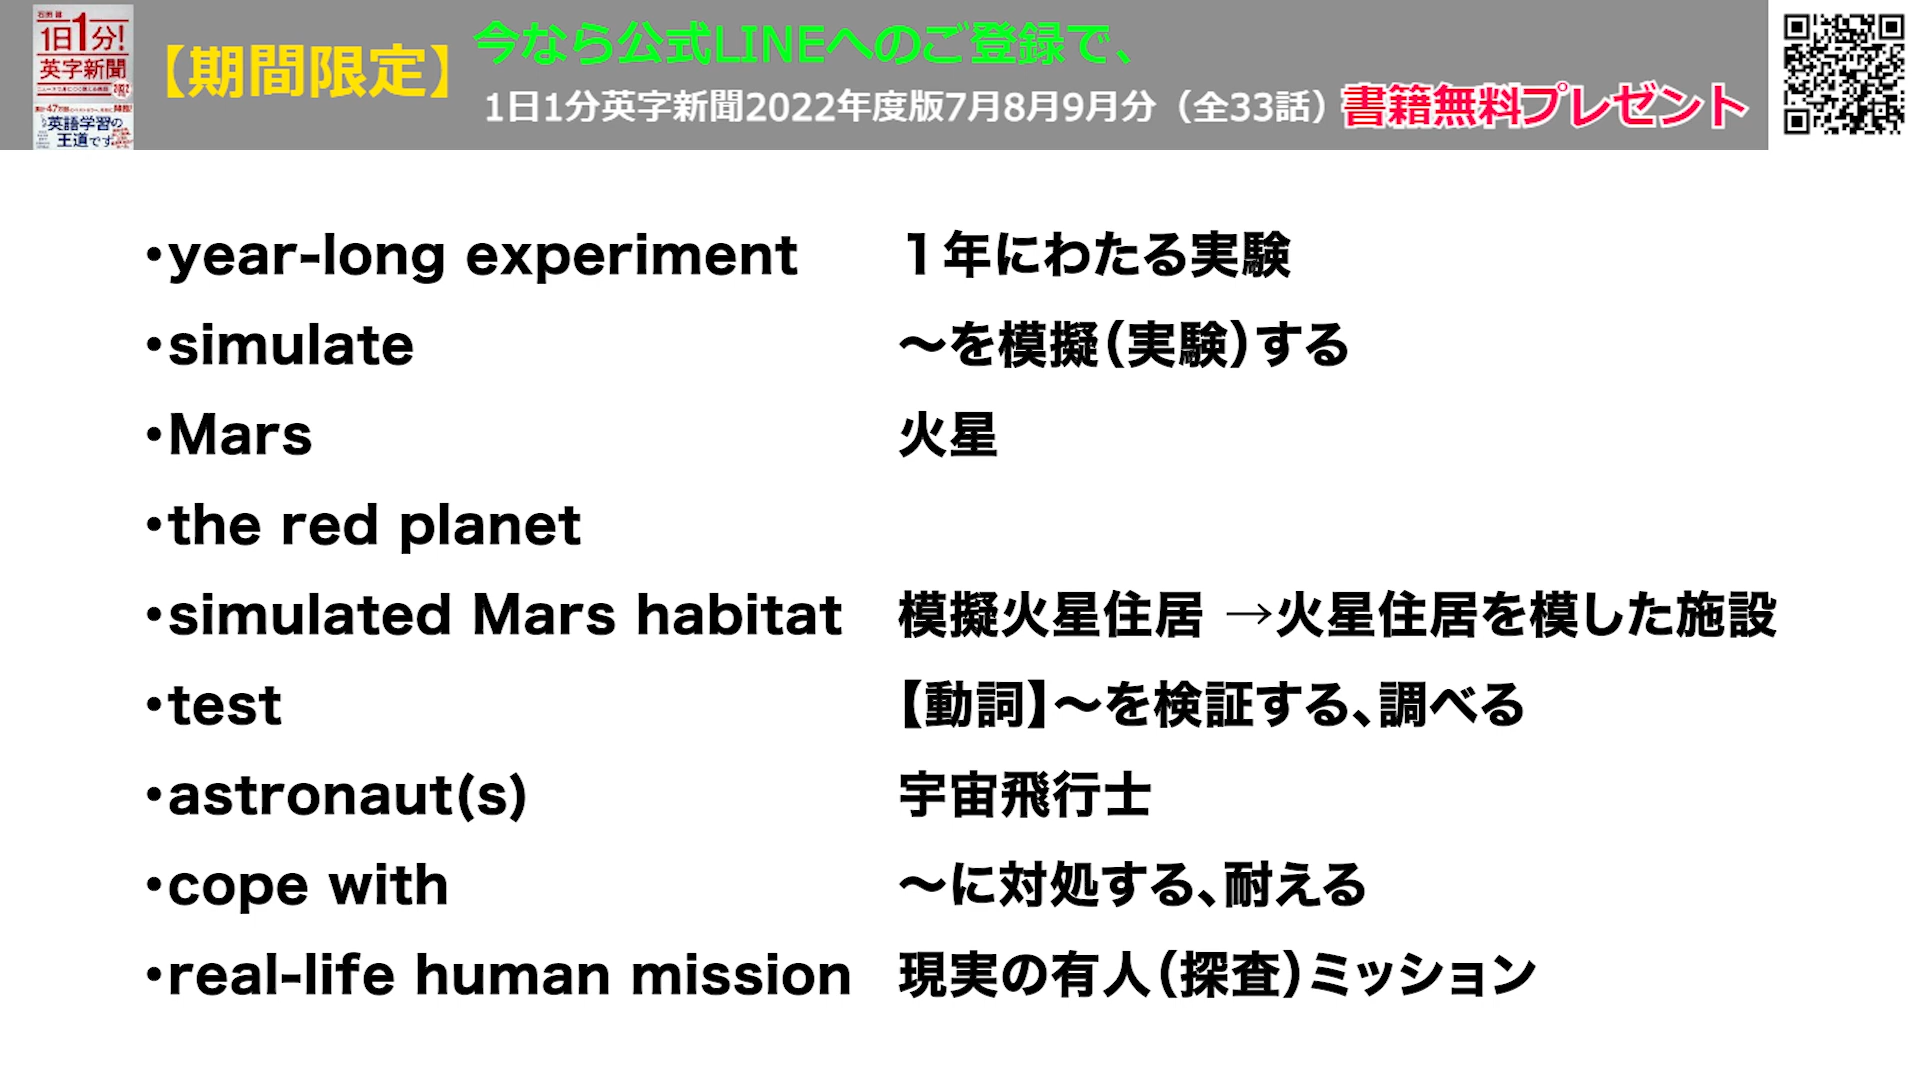 石田 健
1日1分!
英字新聞
2022
英語学習の
王道です。
【期間限定】
今なら公式LINEへのご登録で、
1日1分英字新聞2022年度版7月8月9月分（全33話）書籍無料プレゼント
・year-long experiment １年にわたる実験
・simulate 〜を模擬（実験）する
・Mars 火星
・the red planet
・simulated Mars habitat 模擬火星住居 →火星住居を模した施設
・test 【動詞】〜を検証する、調べる
・astronaut(s) 宇宙飛行士
・cope with 〜に対処する、耐える
・real-life human mission 現実の有人（探査）ミッション